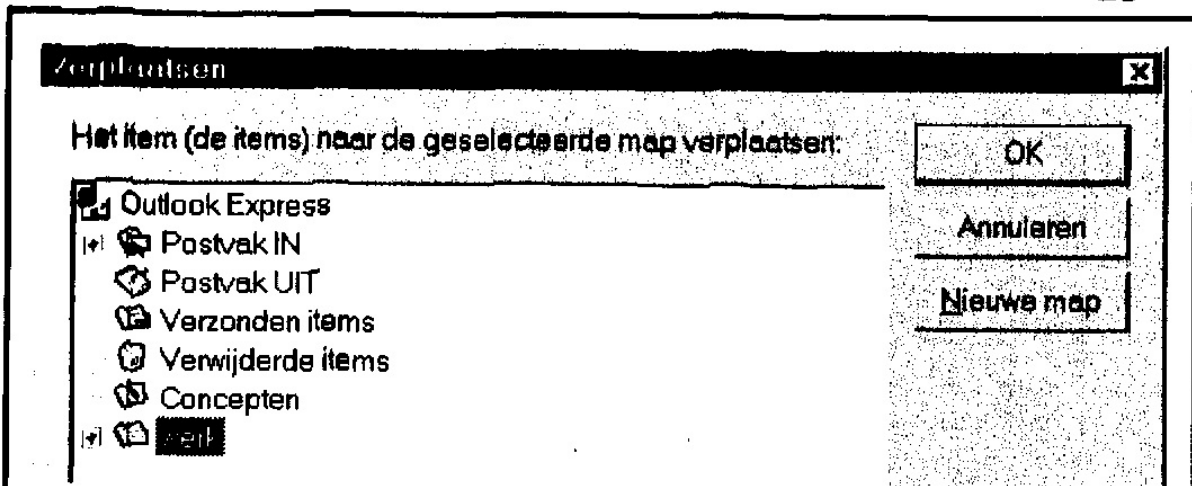 Verplaatsen
Het item (de items) naar de geselecteerde map verplaatsen:
OK
Outlook Express
Annuleren
Postvak IN
Postvak UIT
Nieuwe map
Verzonden items
Verwijderde items
Concepten